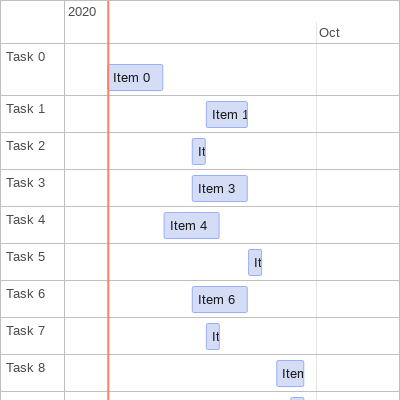 2020
Oct
Task 0
Item 0
Task 1
Item 1
Task 2
It
Task 3
Item 3
Task 4
Item 4
Task 5
It
Task 6
Item 6
Task 7
It
Task 8
Iten